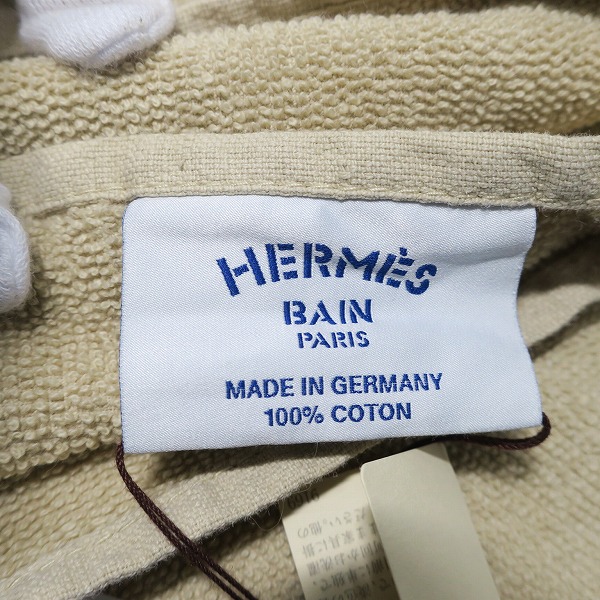 HERMÈS
BAIN
PARIS
MADE IN GERMANY
100% COTON